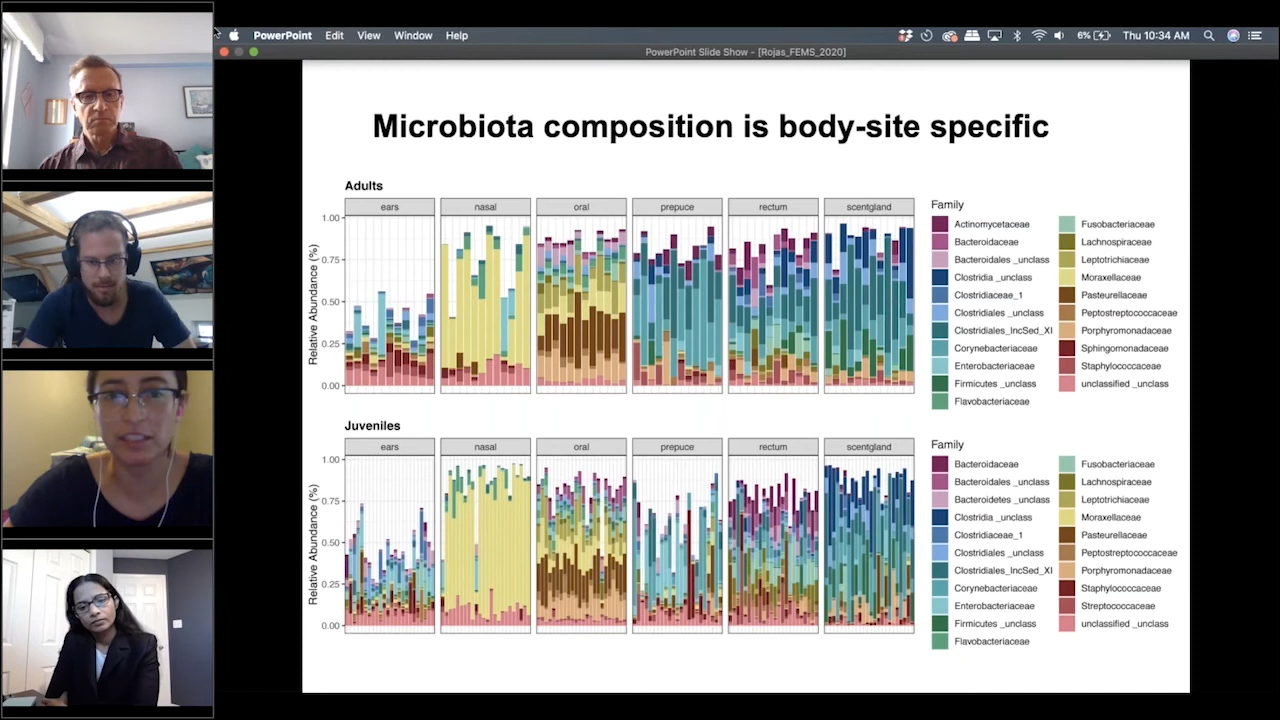 PowerPoint Edit View Window Help 6% Thu 10:34 AM
PowerPoint Slide Show - [Rojas_FEMS_2020]
Microbiota composition is body-site specific
Adults
ears nasal oral prepuce rectum scentgland
Relative Abundance (%)
1.00
0.75
0.50
0.25
0.00
Family
Actinomycetaceae
Bacteroidaceae
Bacteroidales _unclass
Clostridia _unclass
Clostridiaceae_1
Clostridiales _unclass
Clostridiales_IncSed_XI
Corynebacteriaceae
Enterobacteriaceae
Firmicutes _unclass
Flavobacteriaceae
Fusobacteriaceae
Lachnospiraceae
Leptotrichiaceae
Moraxellaceae
Pasteurellaceae
Peptostreptococcaceae
Porphyromonadaceae
Sphingomonadaceae
Staphylococcaceae
unclassified _unclass
Juveniles
ears nasal oral prepuce rectum scentgland
Relative Abundance (%)
1.00
0.75
0.50
0.25
0.00
Family
Bacteroidaceae
Bacteroidales _unclass
Bacteroidetes _unclass
Clostridia _unclass
Clostridiaceae_1
Clostridiales _unclass
Clostridiales_IncSed_XI
Corynebacteriaceae
Enterobacteriaceae
Firmicutes _unclass
Flavobacteriaceae
Fusobacteriaceae
Lachnospiraceae
Leptotrichiaceae
Moraxellaceae
Pasteurellaceae
Peptostreptococcaceae
Porphyromonadaceae
Staphylococcaceae
Streptococcaceae
unclassified _unclass